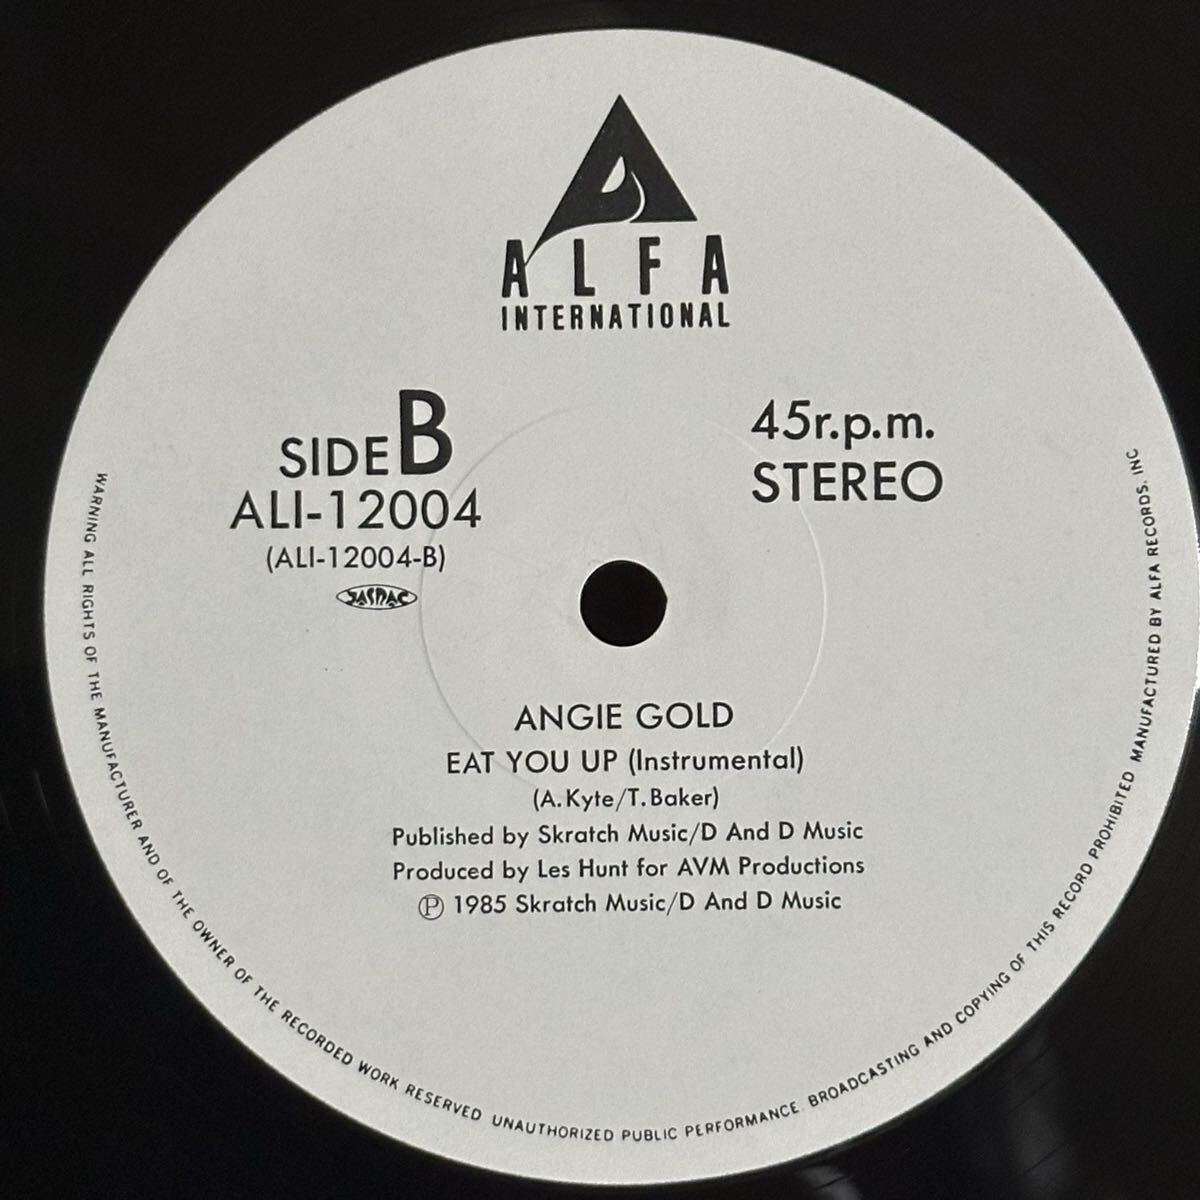 ALFA
INTERNATIONAL
SIDE B
ALI-12004
(ALI-12004-B)
JASRAC
45r.p.m.
STEREO
ANGIE GOLD
EAT YOU UP (Instrumental)
(A.Kyte/T.Baker)
Published by Skratch Music/D And D Music
Produced by Les Hunt for AVM Productions
Ⓟ 1985 Skratch Music/D And D Music
WARNING ALL RIGHTS OF THE MANUFACTURER AND OF THE OWNER OF THE RECORDED WORK RESERVED UNAUTHORIZED PUBLIC PERFORMANCE. BROADCASTING AND COPYING OF THIS RECORD PROHIBITED MANUFACTURED BY ALFA RECORDS. INC